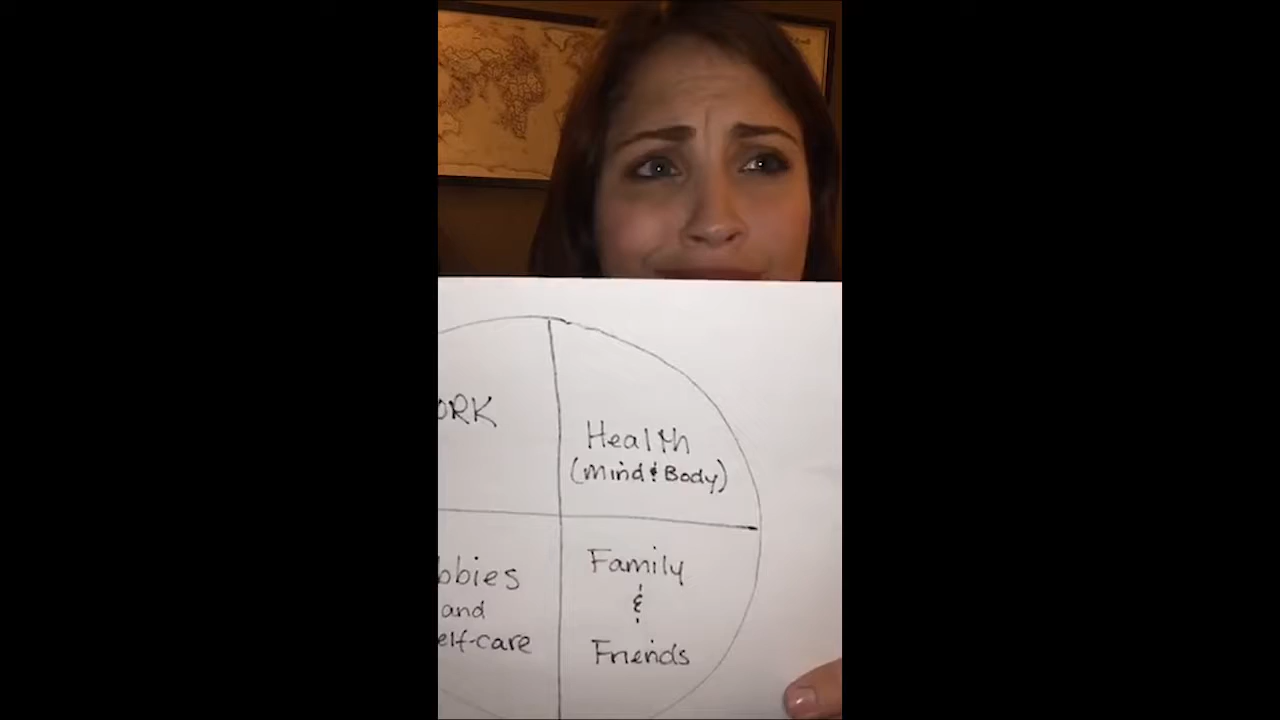 ORK
Health
(Mind & Body)
bbies
and
elf-care
Family
&
Friends